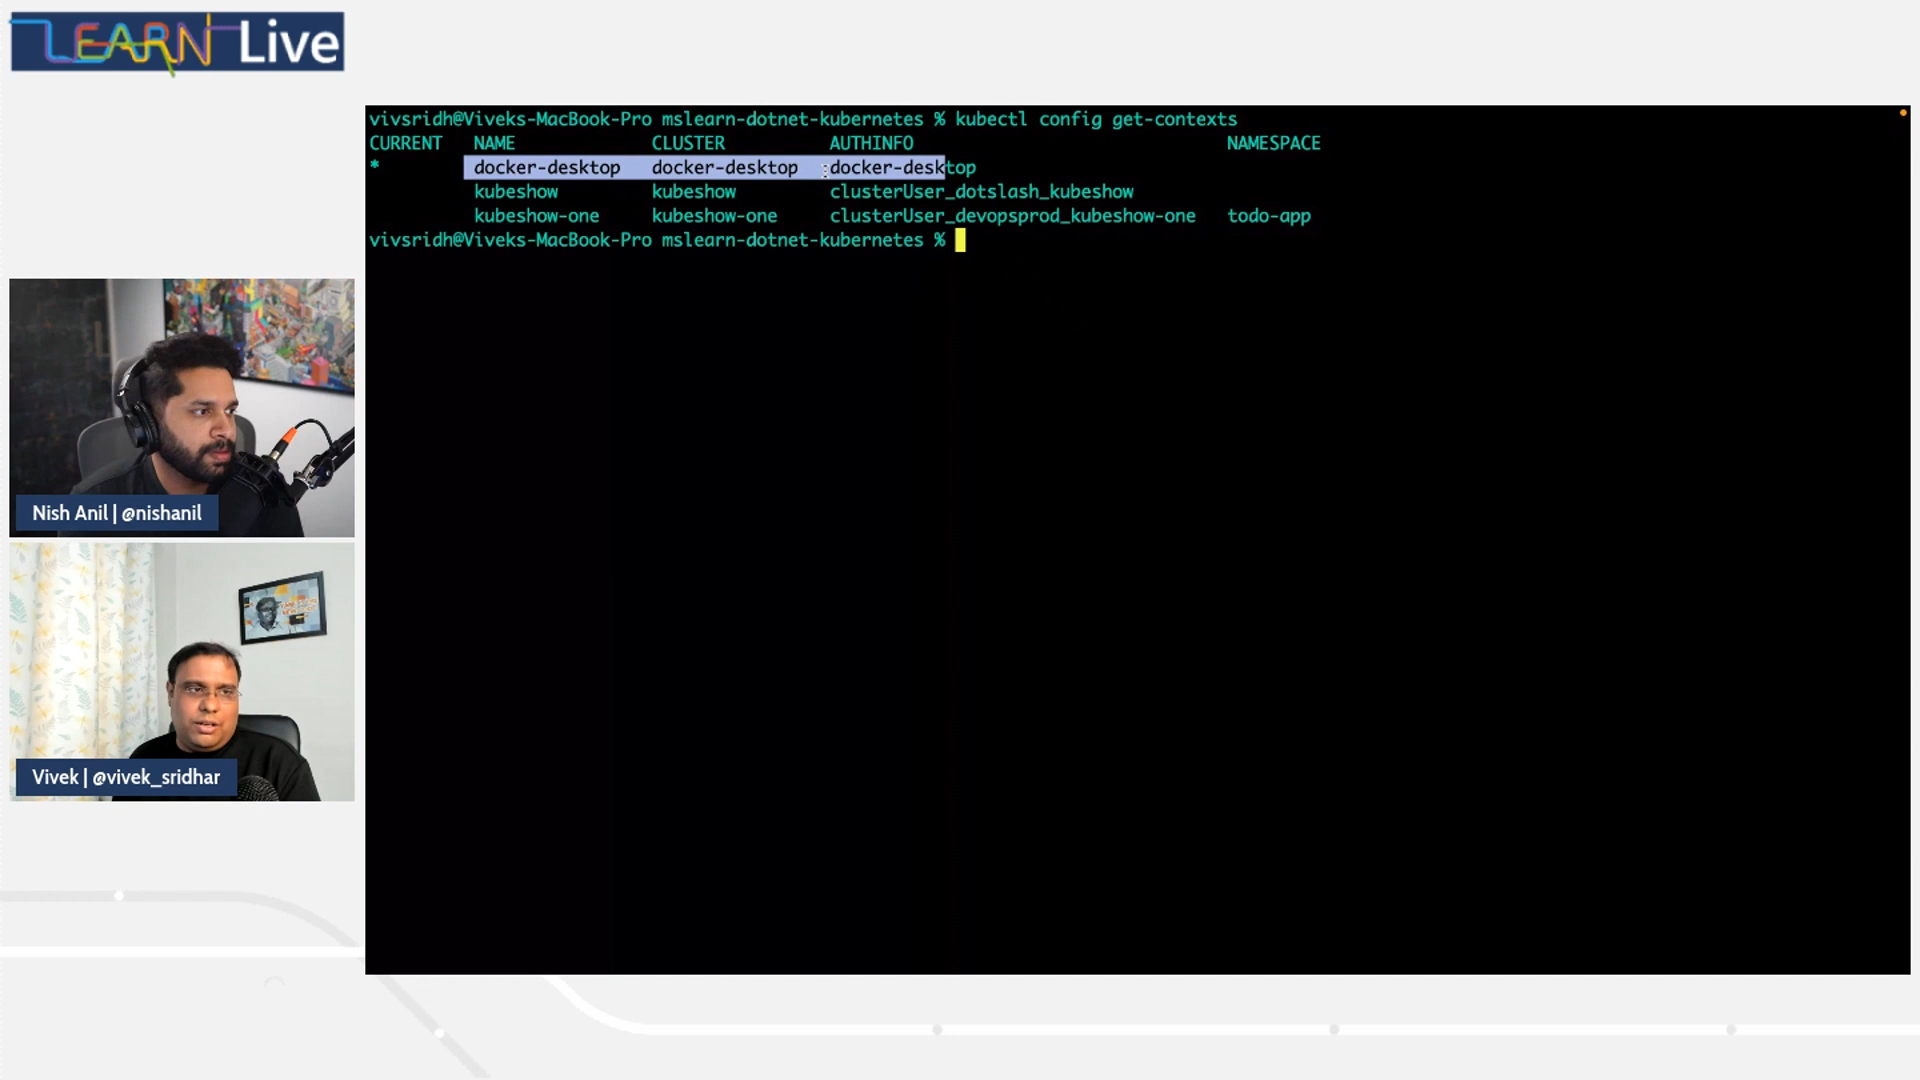 LEARN Live
vivsridh@Viveks-MacBook-Pro mslearn-dotnet-kubernetes % kubectl config get-contexts
CURRENT NAME CLUSTER AUTHINFO NAMESPACE
* docker-desktop docker-desktop docker-desktop
kubeshow kubeshow clusterUser_dotslash_kubeshow
kubeshow-one kubeshow-one clusterUser_devopsprod_kubeshow-one todo-app
vivsridh@Viveks-MacBook-Pro mslearn-dotnet-kubernetes %
Nish Anil | @nishanil
Vivek | @vivek_sridhar